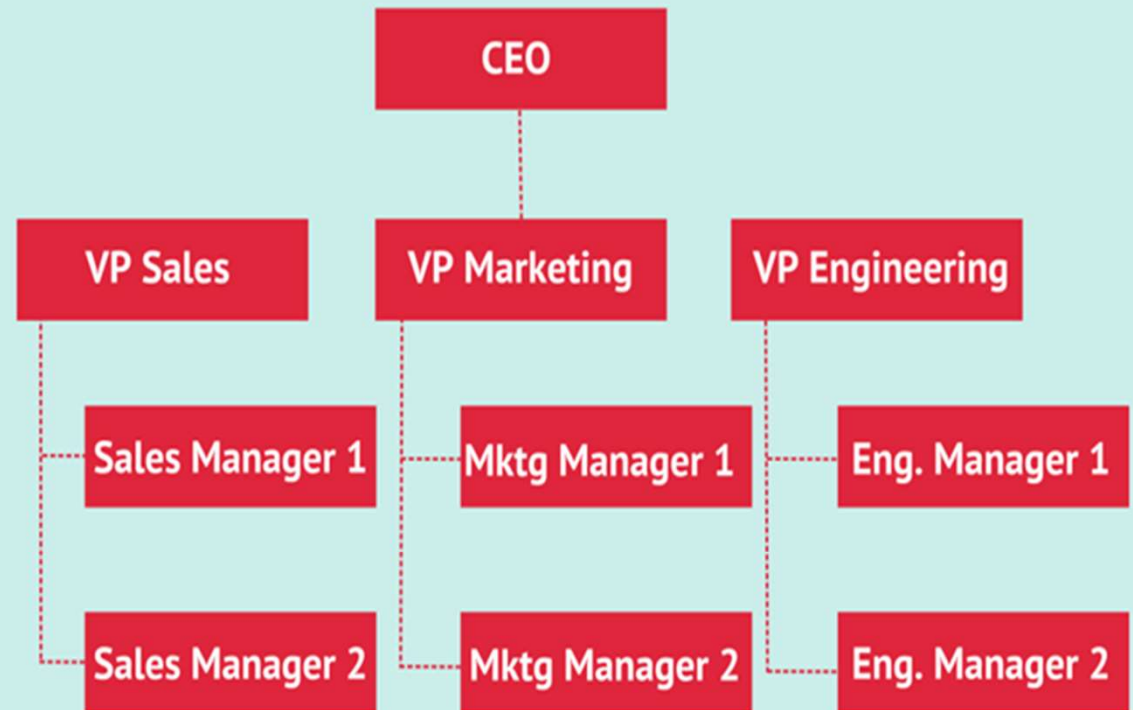 CEO
VP Sales
VP Marketing
VP Engineering
Sales Manager 1
Mktg Manager 1
Eng. Manager 1
Sales Manager 2
Mktg Manager 2
Eng. Manager 2